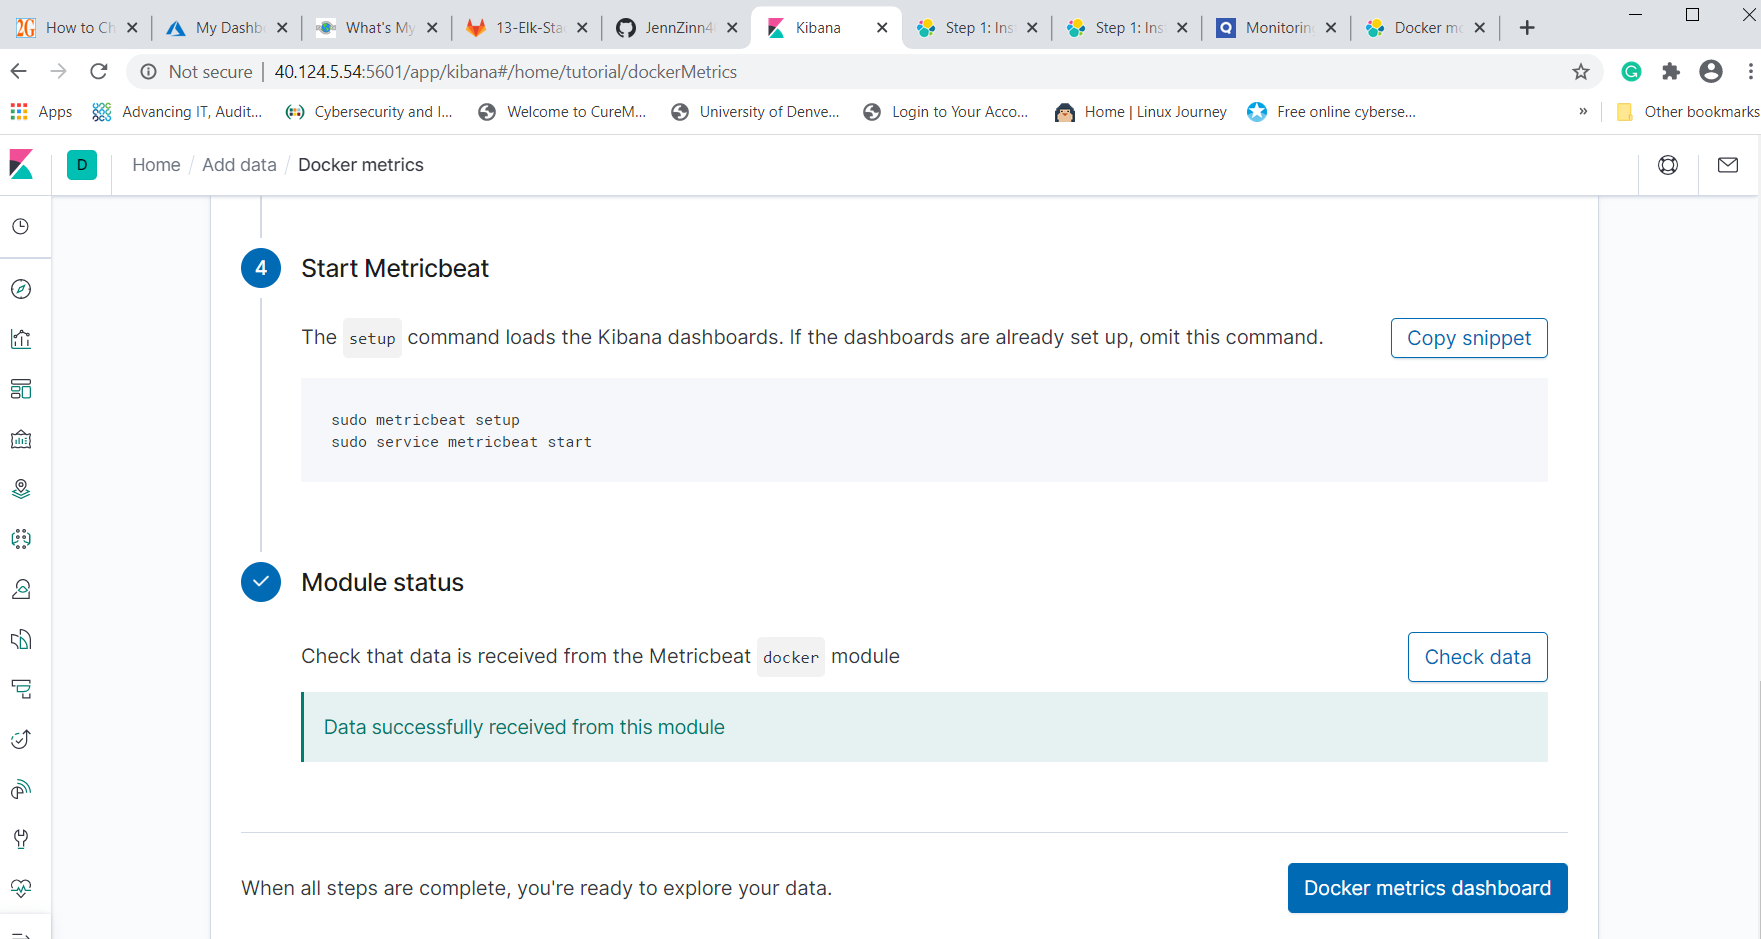 How to Ch
My Dashb
What's My
13-Elk-Sta
JennZinn4
Kibana
Step 1: Ins
Step 1: Ins
Monitorin
Docker me
Not secure | 40.124.5.54:5601/app/kibana#/home/tutorial/dockerMetrics
Apps
Advancing IT, Audit...
Cybersecurity and I...
Welcome to CureM...
University of Denve...
Login to Your Acco...
Home | Linux Journey
Free online cyberse...
»
Other bookmarks
D
Home / Add data / Docker metrics
4 Start Metricbeat
The setup command loads the Kibana dashboards. If the dashboards are already set up, omit this command.
Copy snippet
sudo metricbeat setup
sudo service metricbeat start
Module status
Check that data is received from the Metricbeat docker module
Check data
Data successfully received from this module
When all steps are complete, you're ready to explore your data.
Docker metrics dashboard